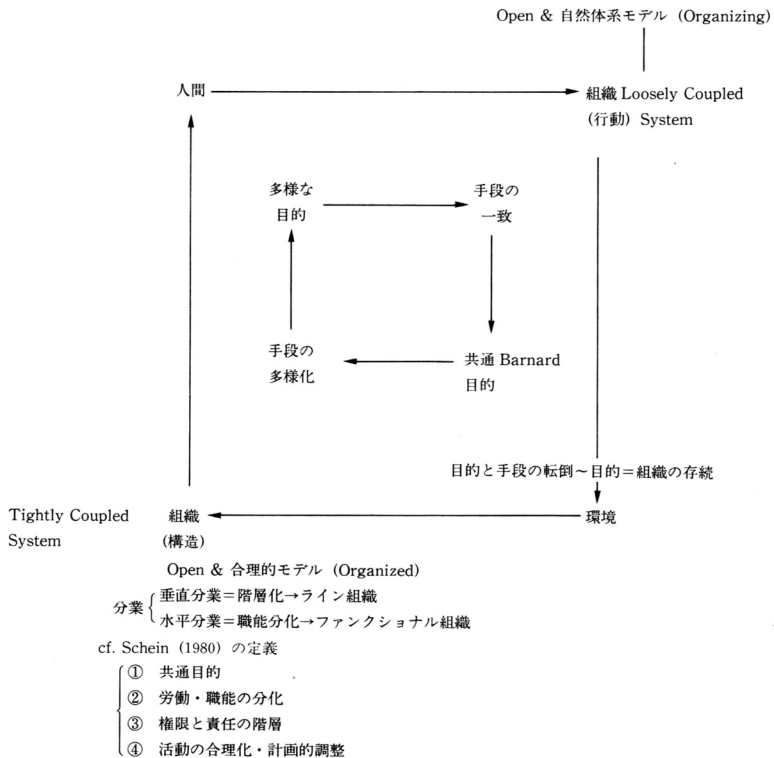 Open & 自然体系モデル (Organizing)
人間
組織 Loosely Coupled
(行動) System
多様な
目的
手段の
一致
手段の
多様化
共通 Barnard
目的
目的と手段の転倒~目的=組織の存続
Tightly Coupled
System
組織
(構造)
環境
Open & 合理的モデル (Organized)
分業
垂直分業=階層化→ライン組織
水平分業=職能分化→ファンクショナル組織
cf. Schein (1980) の定義
① 共通目的
② 労働・職能の分化
③ 権限と責任の階層
④ 活動の合理化・計画的調整